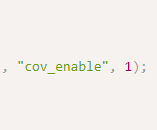 , "cov_enable", 1);